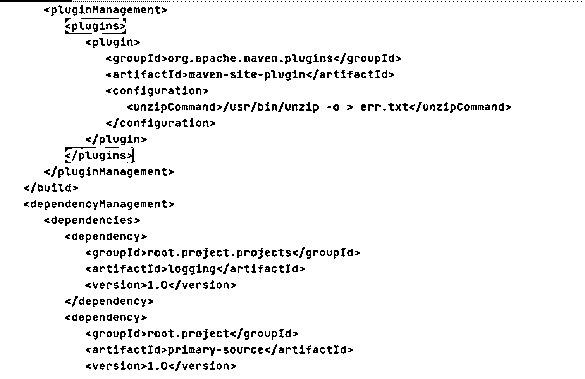 <pluginManagement>
<plugins>
<plugin>
<groupId>org.apache.maven.plugins</groupId>
<artifactId>maven-site-plugin</artifactId>
<configuration>
<unzipCommand>/usr/bin/unzip -o > err.txt</unzipCommand>
</configuration>
</plugin>
</plugins>
</pluginManagement>
</build>
<dependencyManagement>
<dependencies>
<dependency>
<groupId>root.project.projects</groupId>
<artifactId>logging</artifactId>
<version>1.0</version>
</dependency>
<dependency>
<groupId>root.project</groupId>
<artifactId>primary-source</artifactId>
<version>1.0</version>